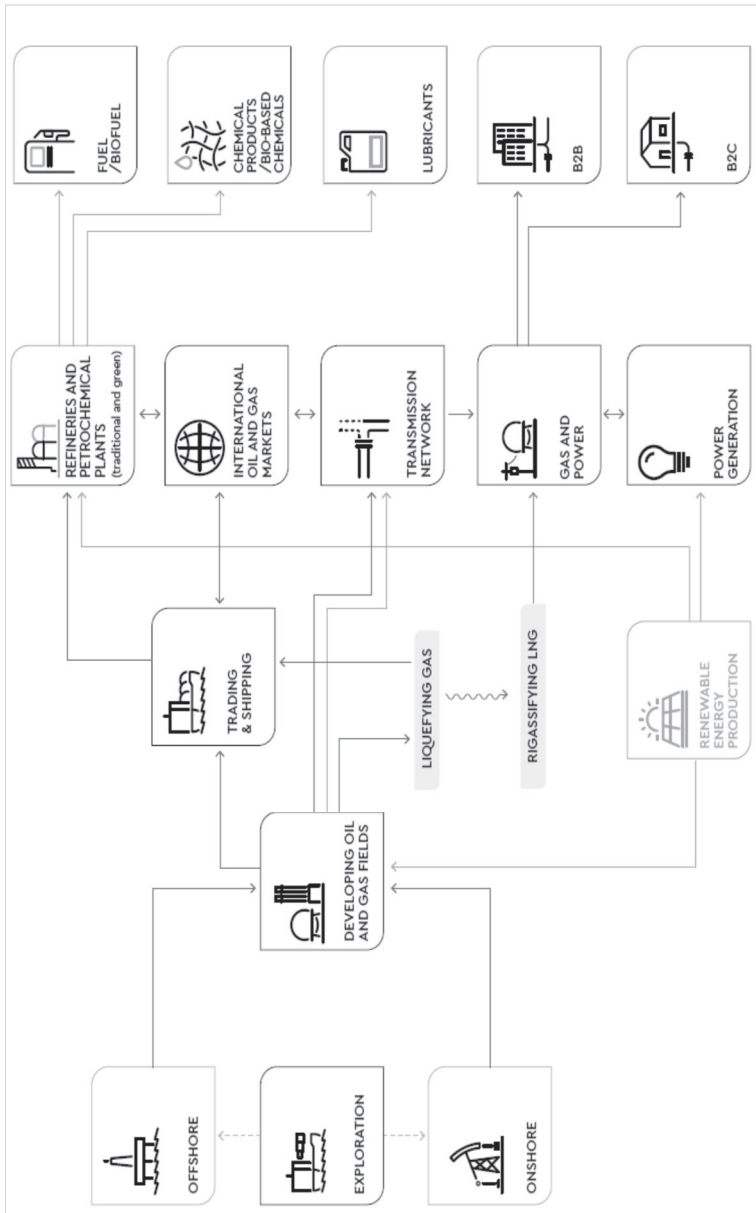 OFFSHORE
EXPLORATION
ONSHORE
DEVELOPING OIL
AND GAS FIELDS
TRADING
& SHIPPING
LIQUEFYING GAS
RIGASSIFYING LNG
RENEWABLE
ENERGY
PRODUCTION
REFINERIES AND
PETROCHEMICAL
PLANTS
(traditional and green)
INTERNATIONAL
OIL AND GAS
MARKETS
TRANSMISSION
NETWORK
GAS AND
POWER
POWER
GENERATION
FUEL
/BIOFUEL
CHEMICAL
PRODUCTS
/BIO-BASED
CHEMICALS
LUBRICANTS
B2B
B2C